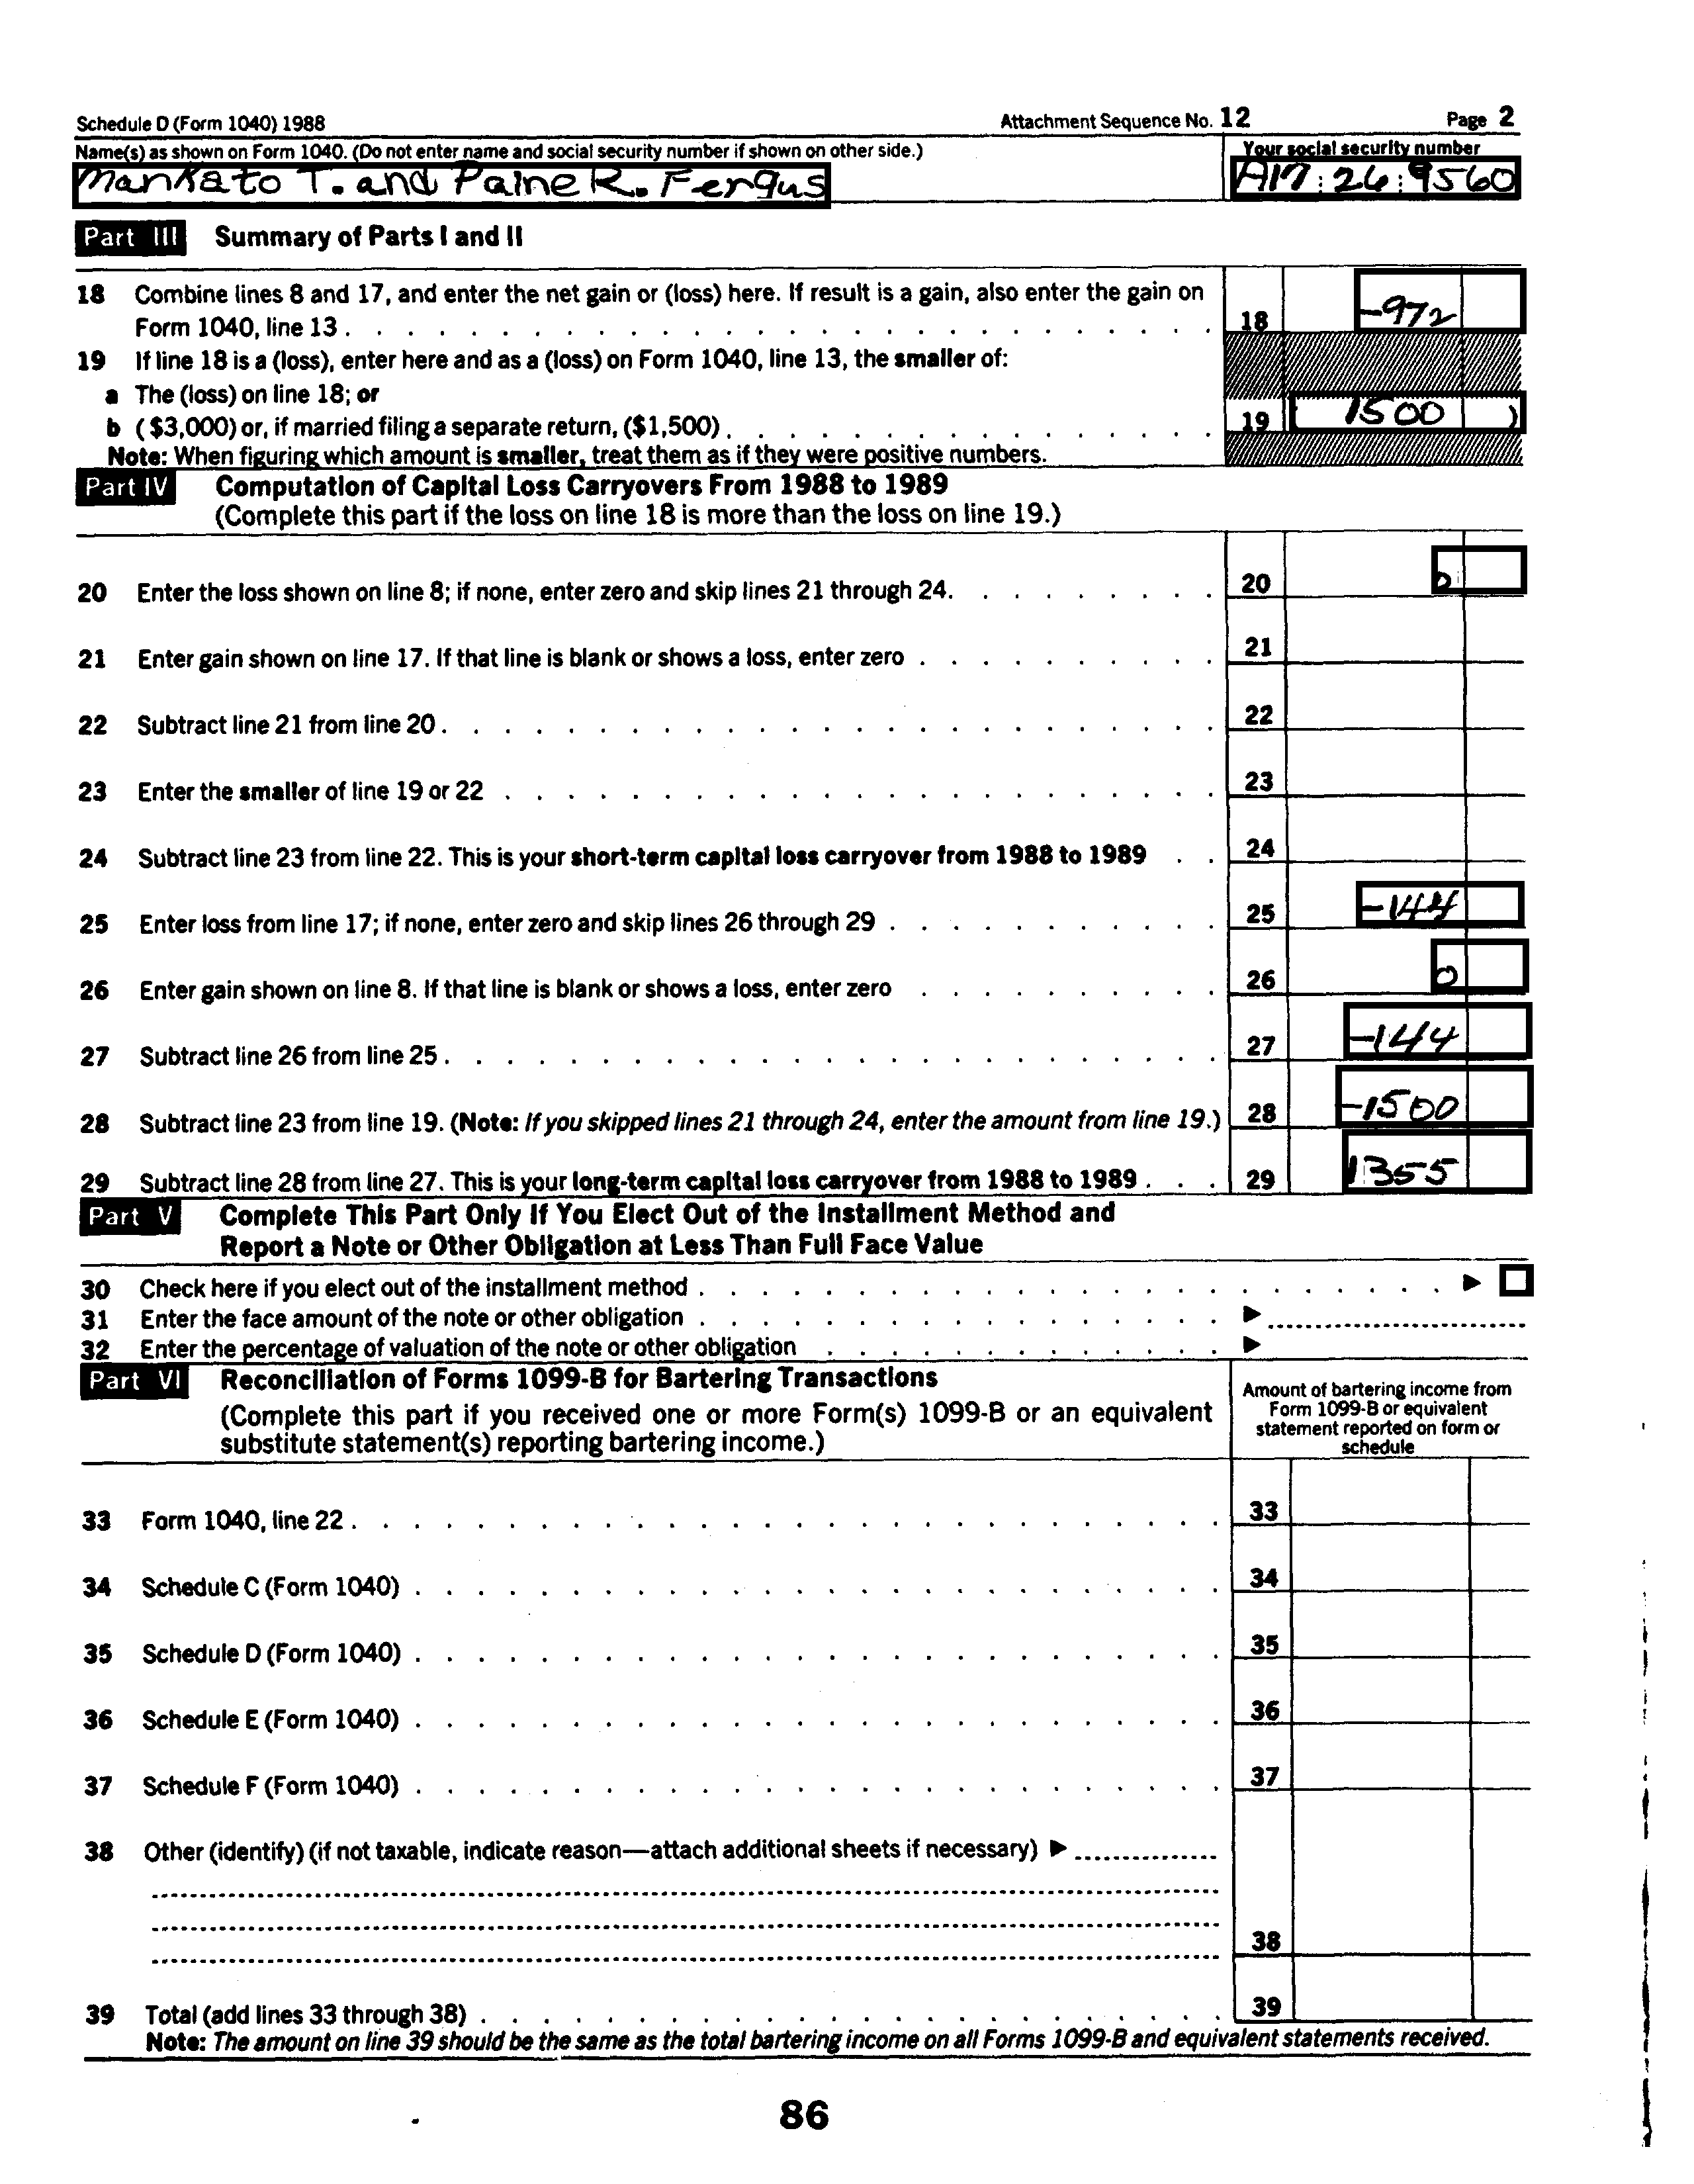 Schedule D (Form 1040) 1988 Attachment Sequence No. 12 Page 2
Name(s) as shown on Form 1040. (Do not enter name and social security number if shown on other side.) Your social security number
Mankato T. and Paine R. Fergus A17:26:9560
Part III Summary of Parts I and II
18 Combine lines 8 and 17, and enter the net gain or (loss) here. If result is a gain, also enter the gain on
Form 1040, line 13 . 18 -972
19 If line 18 is a (loss), enter here and as a (loss) on Form 1040, line 13, the smaller of:
a The (loss) on line 18; or
b ($3,000) or, if married filing a separate return, ($1,500) . 19 ( 1500 )
Note: When figuring which amount is smaller, treat them as if they were positive numbers.
Part IV Computation of Capital Loss Carryovers From 1988 to 1989
(Complete this part if the loss on line 18 is more than the loss on line 19.)
20 Enter the loss shown on line 8; if none, enter zero and skip lines 21 through 24. 20 0
21 Enter gain shown on line 17. If that line is blank or shows a loss, enter zero . 21
22 Subtract line 21 from line 20 . 22
23 Enter the smaller of line 19 or 22 . 23
24 Subtract line 23 from line 22. This is your short-term capital loss carryover from 1988 to 1989 . 24
25 Enter loss from line 17; if none, enter zero and skip lines 26 through 29 . 25 -144
26 Enter gain shown on line 8. If that line is blank or shows a loss, enter zero . 26 0
27 Subtract line 26 from line 25 . 27 -144
28 Subtract line 23 from line 19. (Note: If you skipped lines 21 through 24, enter the amount from line 19.) 28 -1500
29 Subtract line 28 from line 27. This is your long-term capital loss carryover from 1988 to 1989 . 29 1355
Part V Complete This Part Only If You Elect Out of the Installment Method and
Report a Note or Other Obligation at Less Than Full Face Value
30 Check here if you elect out of the installment method . ▶ ☐
31 Enter the face amount of the note or other obligation . ▶
32 Enter the percentage of valuation of the note or other obligation . ▶
Part VI Reconciliation of Forms 1099-B for Bartering Transactions
(Complete this part if you received one or more Form(s) 1099-B or an equivalent
substitute statement(s) reporting bartering income.)
Amount of bartering income from
Form 1099-B or equivalent
statement reported on form or
schedule
33 Form 1040, line 22 . 33
34 Schedule C (Form 1040) . 34
35 Schedule D (Form 1040) . 35
36 Schedule E (Form 1040) . 36
37 Schedule F (Form 1040) . 37
38 Other (identify) (if not taxable, indicate reason—attach additional sheets if necessary) ▶
38
39 Total (add lines 33 through 38) . 39
Note: The amount on line 39 should be the same as the total bartering income on all Forms 1099-B and equivalent statements received.
86